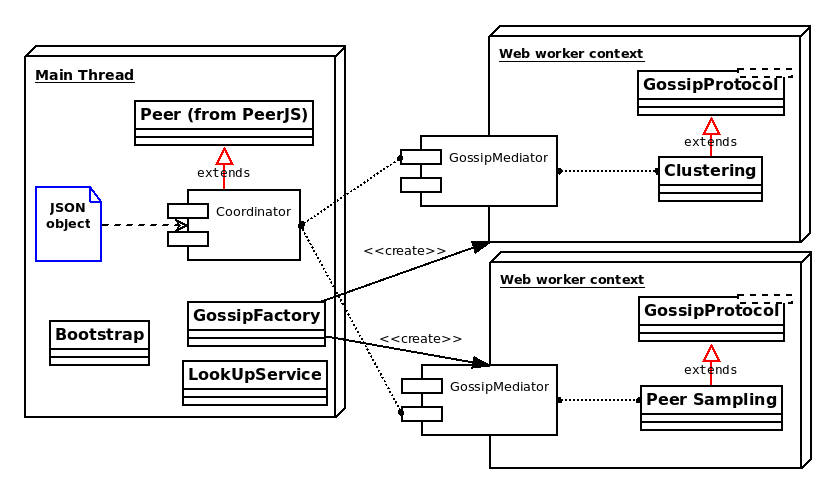 Main Thread
Peer (from PeerJS)
extends
JSON
object
Coordinator
GossipFactory
Bootstrap
LookUpService
<<create>>
<<create>>
Web worker context
GossipProtocol
extends
GossipMediator
Clustering
Web worker context
GossipProtocol
extends
GossipMediator
Peer Sampling